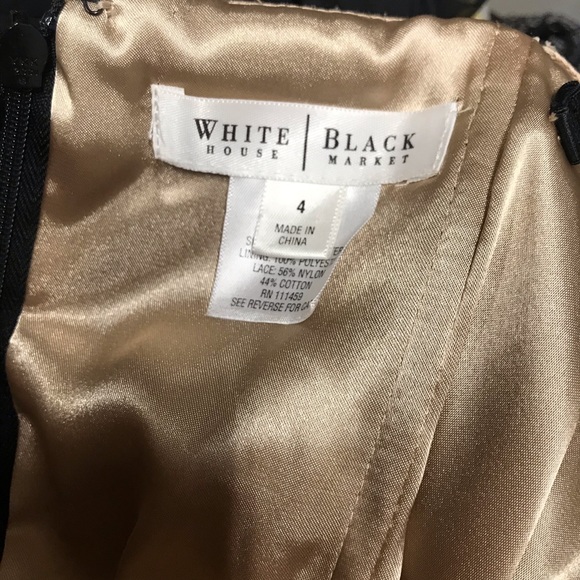 WHITE BLACK
HOUSE MARKET
4
MADE IN
CHINA
LINING: 100% POLYES
LACE: 56% NYLON
44% COTTON
RN 111459
SEE REVERSE FOR